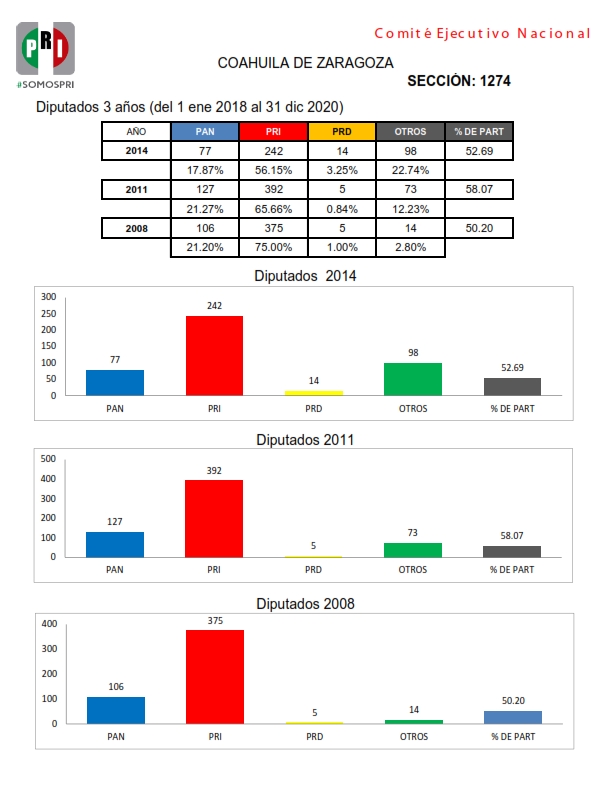 Comité Ejecutivo Nacional
PRI
#SOMOSPRI
COAHUILA DE ZARAGOZA
SECCIÓN: 1274
Diputados 3 años (del 1 ene 2018 al 31 dic 2020)
AÑO PAN PRI PRD OTROS % DE PART
2014 77 242 14 98 52.69
17.87% 56.15% 3.25% 22.74%
2011 127 392 5 73 58.07
21.27% 65.66% 0.84% 12.23%
2008 106 375 5 14 50.20
21.20% 75.00% 1.00% 2.80%
Diputados 2014
300
250
200
150
100
50
0
77 242 14 98 52.69
PAN PRI PRD OTROS % DE PART
Diputados 2011
500
400
300
200
100
0
127 392 5 73 58.07
PAN PRI PRD OTROS % DE PART
Diputados 2008
400
300
200
100
0
106 375 5 14 50.20
PAN PRI PRD OTROS % DE PART